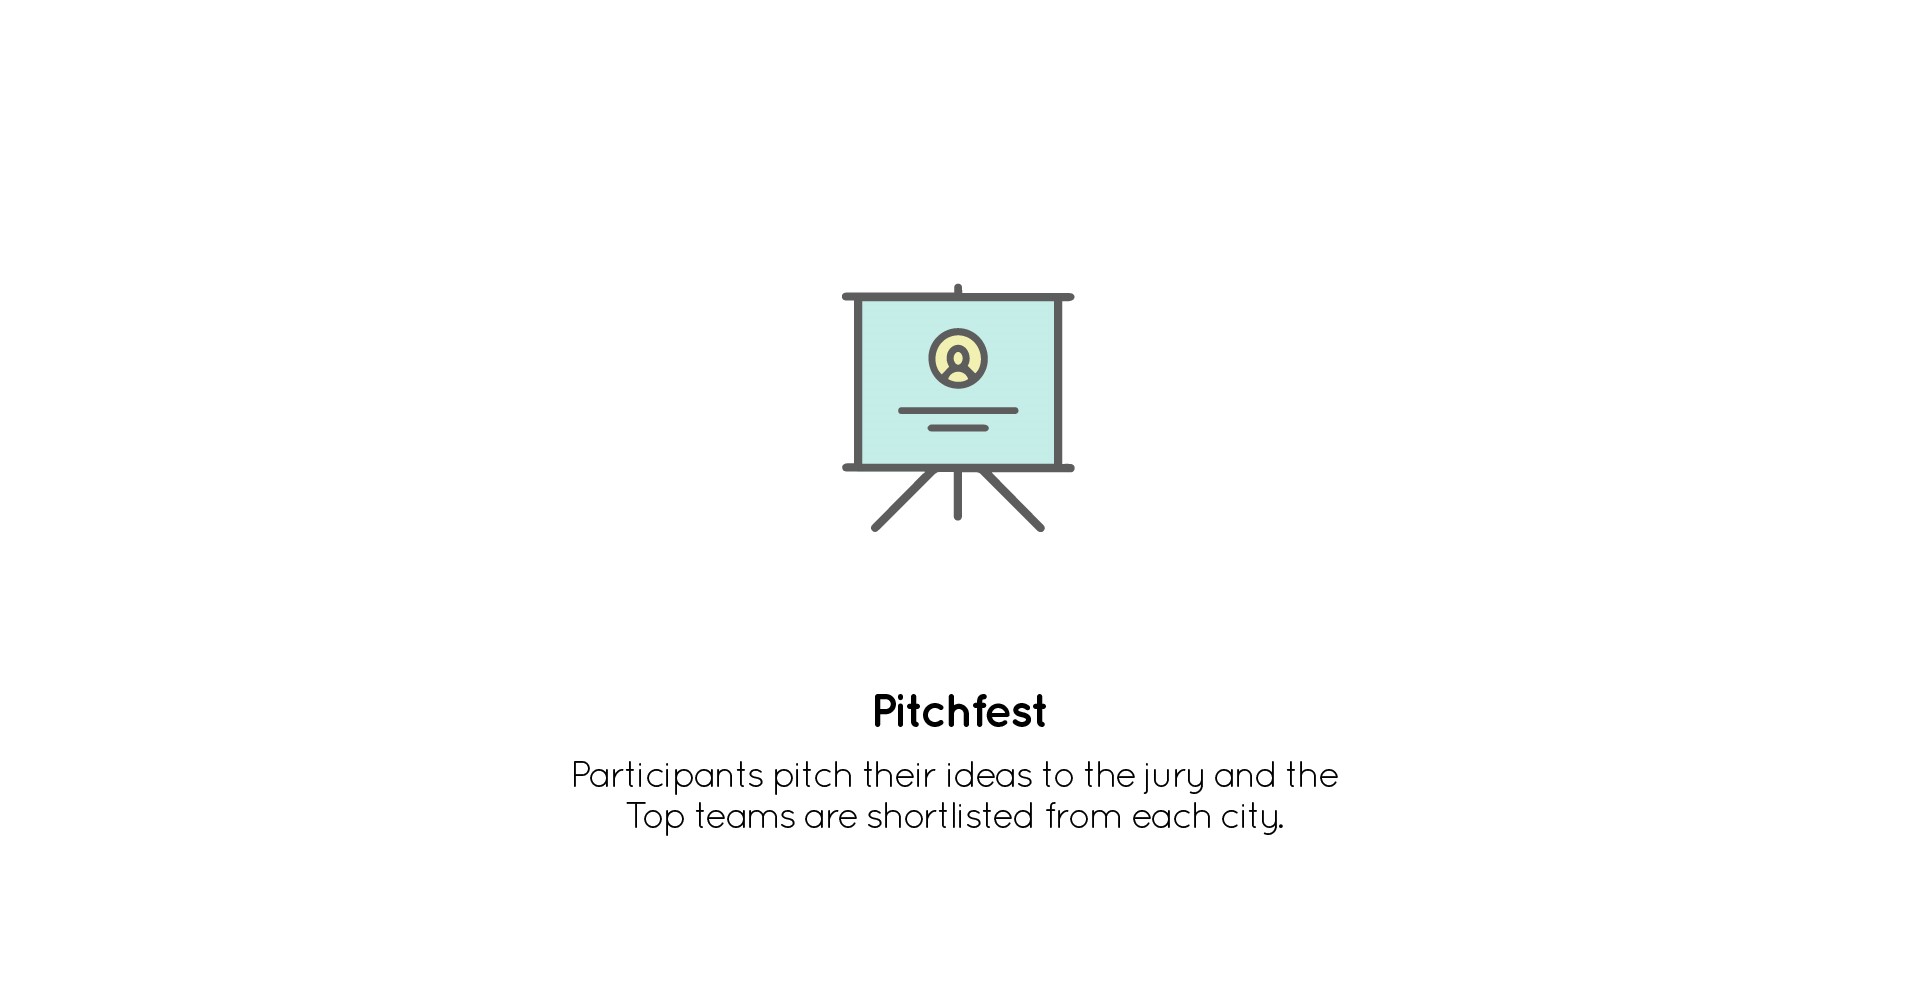 Pitchfest
Participants pitch their ideas to the jury and the
Top teams are shortlisted from each city.